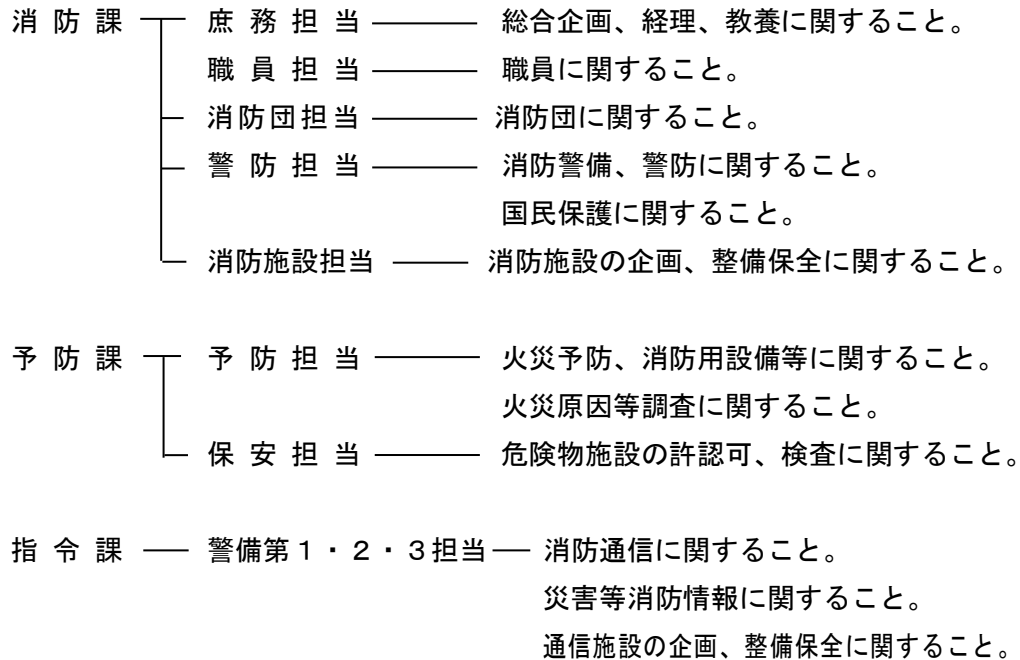 消防課 庶務担当 総合企画、経理、教養に関すること。
職員担当 職員に関すること。
消防団担当 消防団に関すること。
警防担当 消防警備、警防に関すること。
国民保護に関すること。
消防施設担当 消防施設の企画、整備保全に関すること。
予防課 予防担当 火災予防、消防用設備等に関すること。
火災原因等調査に関すること。
保安担当 危険物施設の許認可、検査に関すること。
指令課 警備第１・２・３担当 消防通信に関すること。
災害等消防情報に関すること。
通信施設の企画、整備保全に関すること。